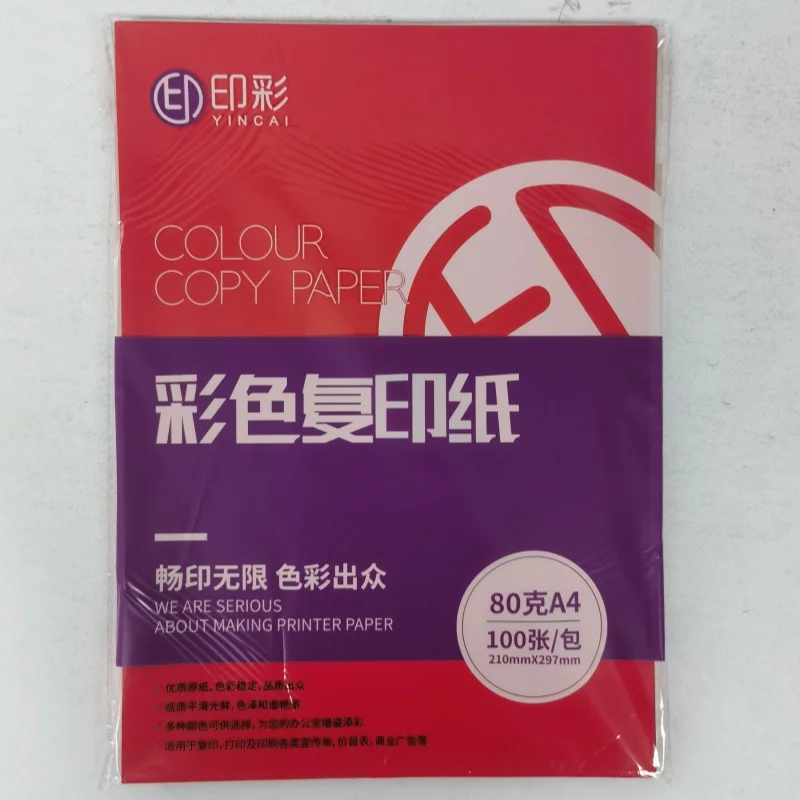 印彩
YINCAI
COLOUR
COPY PAPER
彩色复印纸
畅印无限 色彩出众
WE ARE SERIOUS
ABOUT MAKING PRINTER PAPER
80克A4
100张/包
210mmX297mm
优质原纸,色彩稳定,品质出众
纸质平滑光鲜,色泽和谐艳丽
多种颜色可供选择,为您的办公室增姿添彩
适用于复印,打印及印刷各类宣传单,价目表,商业广告等